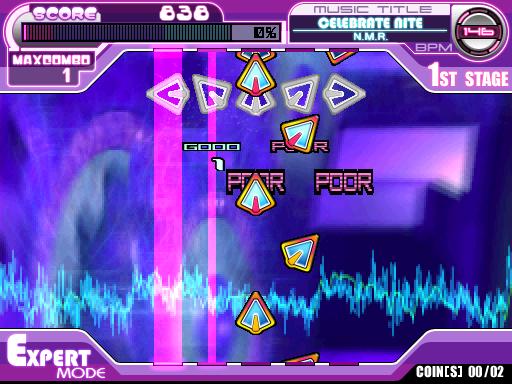 SCORE 838
0%
MUSIC TITLE
CELEBRATE NITE
N.M.R.
BPM 146
MAXCOMBO
1
1ST STAGE
GOOD POOR
1
POOR POOR
EXPERT
MODE
COIN[S] 00/02